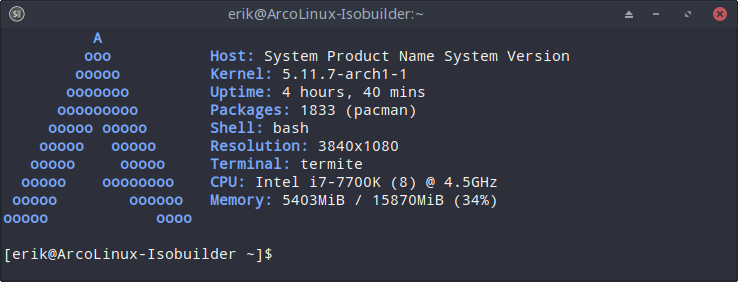 erik@ArcoLinux-Isobuilder:~
A
ooo Host: System Product Name System Version
ooooo Kernel: 5.11.7-arch1-1
ooooooo Uptime: 4 hours, 40 mins
ooooooooo Packages: 1833 (pacman)
ooooo ooooo Shell: bash
ooooo ooooo Resolution: 3840x1080
ooooo ooooo Terminal: termite
ooooo oooooooo CPU: Intel i7-7700K (8) @ 4.5GHz
ooooo oooooo Memory: 5403MiB / 15870MiB (34%)
ooooo oooo
[erik@ArcoLinux-Isobuilder ~]$